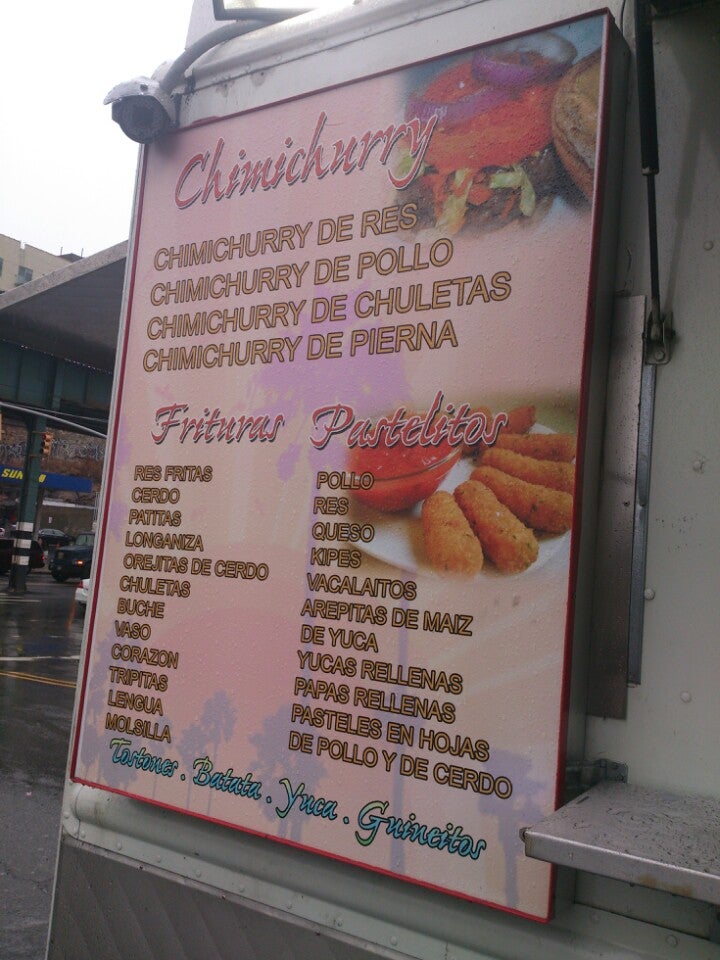 Chimichurry
CHIMICHURRY DE RES
CHIMICHURRY DE POLLO
CHIMICHURRY DE CHULETAS
CHIMICHURRY DE PIERNA
Frituras
RES FRITAS
CERDO
PATITAS
LONGANIZA
OREJITAS DE CERDO
CHULETAS
BUCHE
VASO
CORAZON
TRIPITAS
LENGUA
MOLSILLA
Pastelitos
POLLO
RES
QUESO
KIPES
VACALAITOS
AREPITAS DE MAIZ
DE YUCA
YUCAS RELLENAS
PAPAS RELLENAS
PASTELES EN HOJAS
DE POLLO Y DE CERDO
Tostones . Batata . Yuca . Guineitos